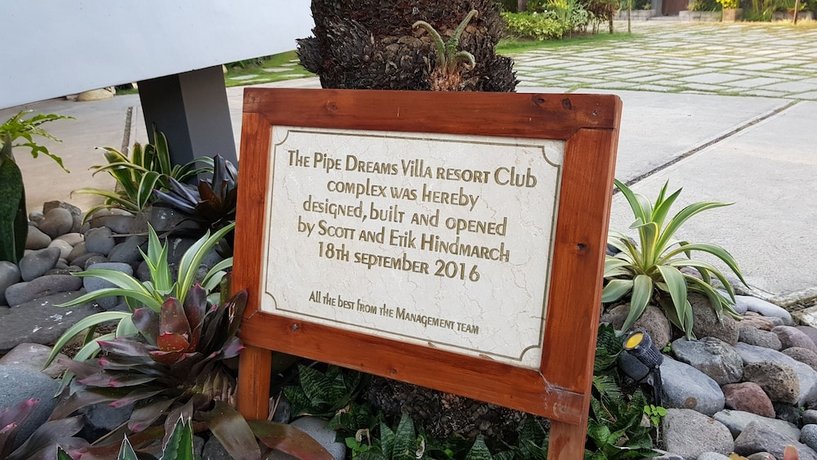 The Pipe Dreams Villa resort Club
complex was hereby
designed, built and opened
by Scott and Etik Hindmarch
18th september 2016
All the best from the Management team